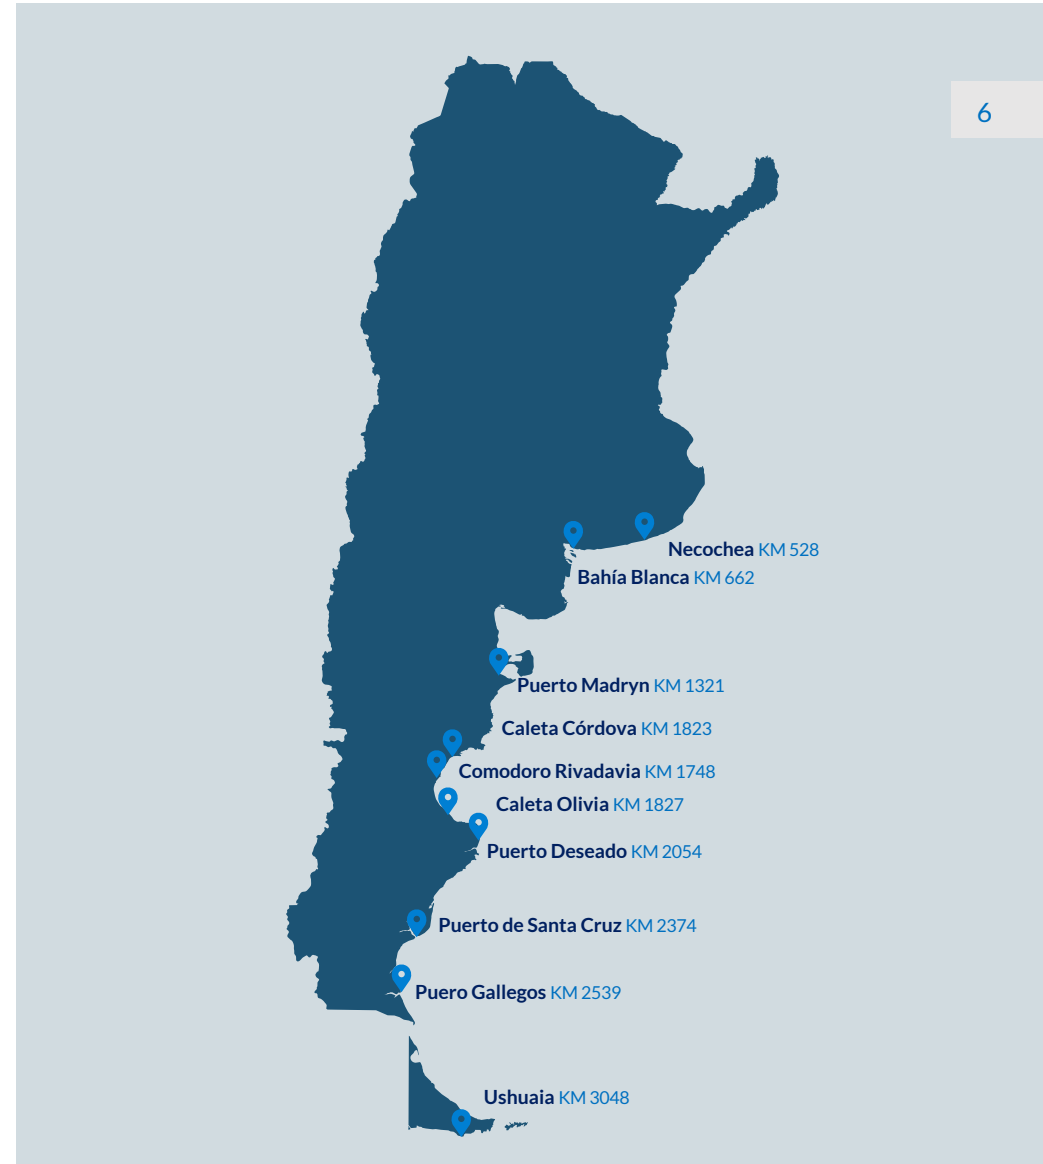 6
Necochea KM 528
Bahía Blanca KM 662
Puerto Madryn KM 1321
Caleta Córdova KM 1823
Comodoro Rivadavia KM 1748
Caleta Olivia KM 1827
Puerto Deseado KM 2054
Puerto de Santa Cruz KM 2374
Puero Gallegos KM 2539
Ushuaia KM 3048